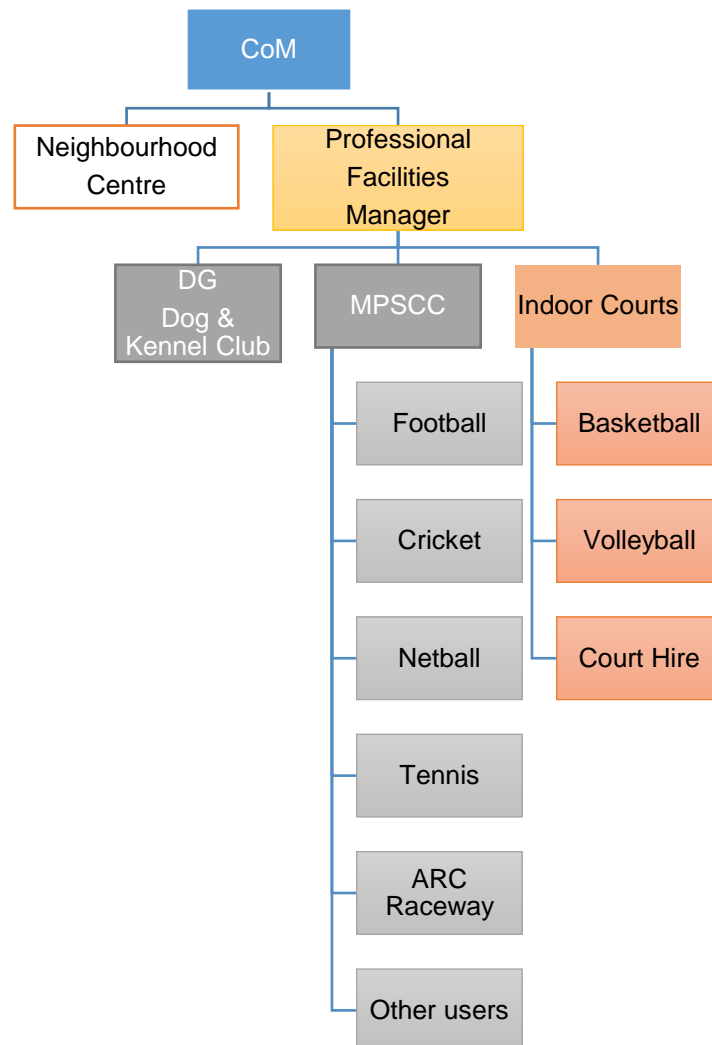 CoM
Neighbourhood
Centre
Professional
Facilities
Manager
DG
Dog &
Kennel Club
MPSCC
Indoor Courts
Football
Basketball
Cricket
Volleyball
Netball
Court Hire
Tennis
ARC
Raceway
Other users